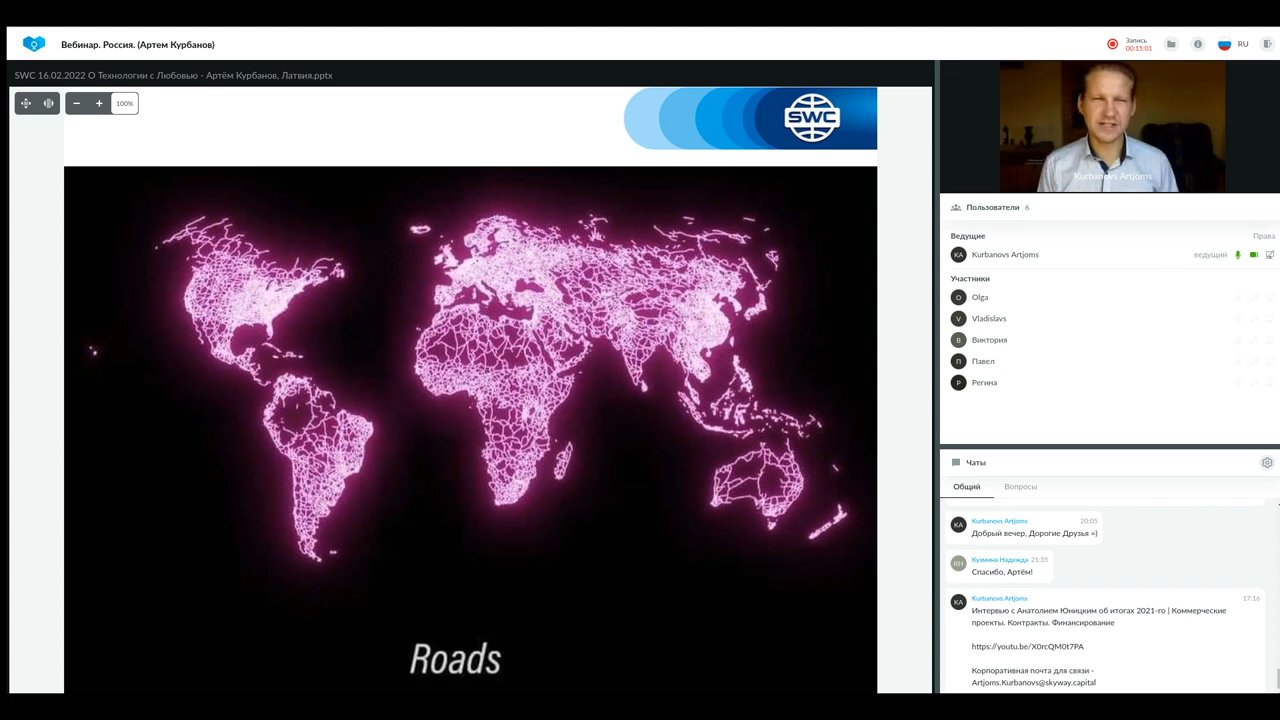 Вебинар. Россия. (Артем Курбанов)
Запись
00:15:01
RU
SWC 16.02.2022 О Технологии с Любовью - Артём Курбанов, Латвия.pptx
100%
SWC
Roads
Kurbanovs Artjoms
Пользователи 6
Ведущие Права
KA Kurbanovs Artjoms ведущий
Участники
O Olga
V Vladislavs
В Виктория
П Павел
Р Регина
Чаты
Общий Вопросы
KA Kurbanovs Artjoms 20:05
Добрый вечер, Дорогие Друзья =)
КН Кузмина Надежда 21:35
Спасибо, Артём!
KA Kurbanovs Artjoms 17:16
Интервью с Анатолием Юницким об итогах 2021-го | Коммерческие
проекты. Контракты. Финансирование
https://youtu.be/X0rcQM0t7PA
Корпоративная почта для связи -
Artjoms.Kurbanovs@skyway.capital